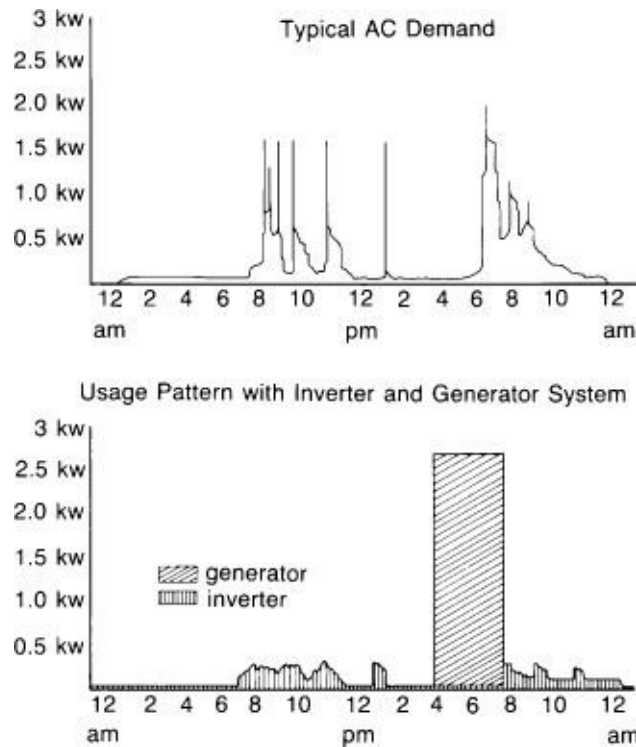 Typical AC Demand
3 kw
2.5 kw
2.0 kw
1.5 kw
1.0 kw
0.5 kw
12 2 4 6 8 10 12 2 4 6 8 10 12
am pm am
Usage Pattern with Inverter and Generator System
3 kw
2.5 kw
2.0 kw
1.5 kw
1.0 kw
0.5 kw
generator
inverter
12 2 4 6 8 10 12 2 4 6 8 10 12
am pm am